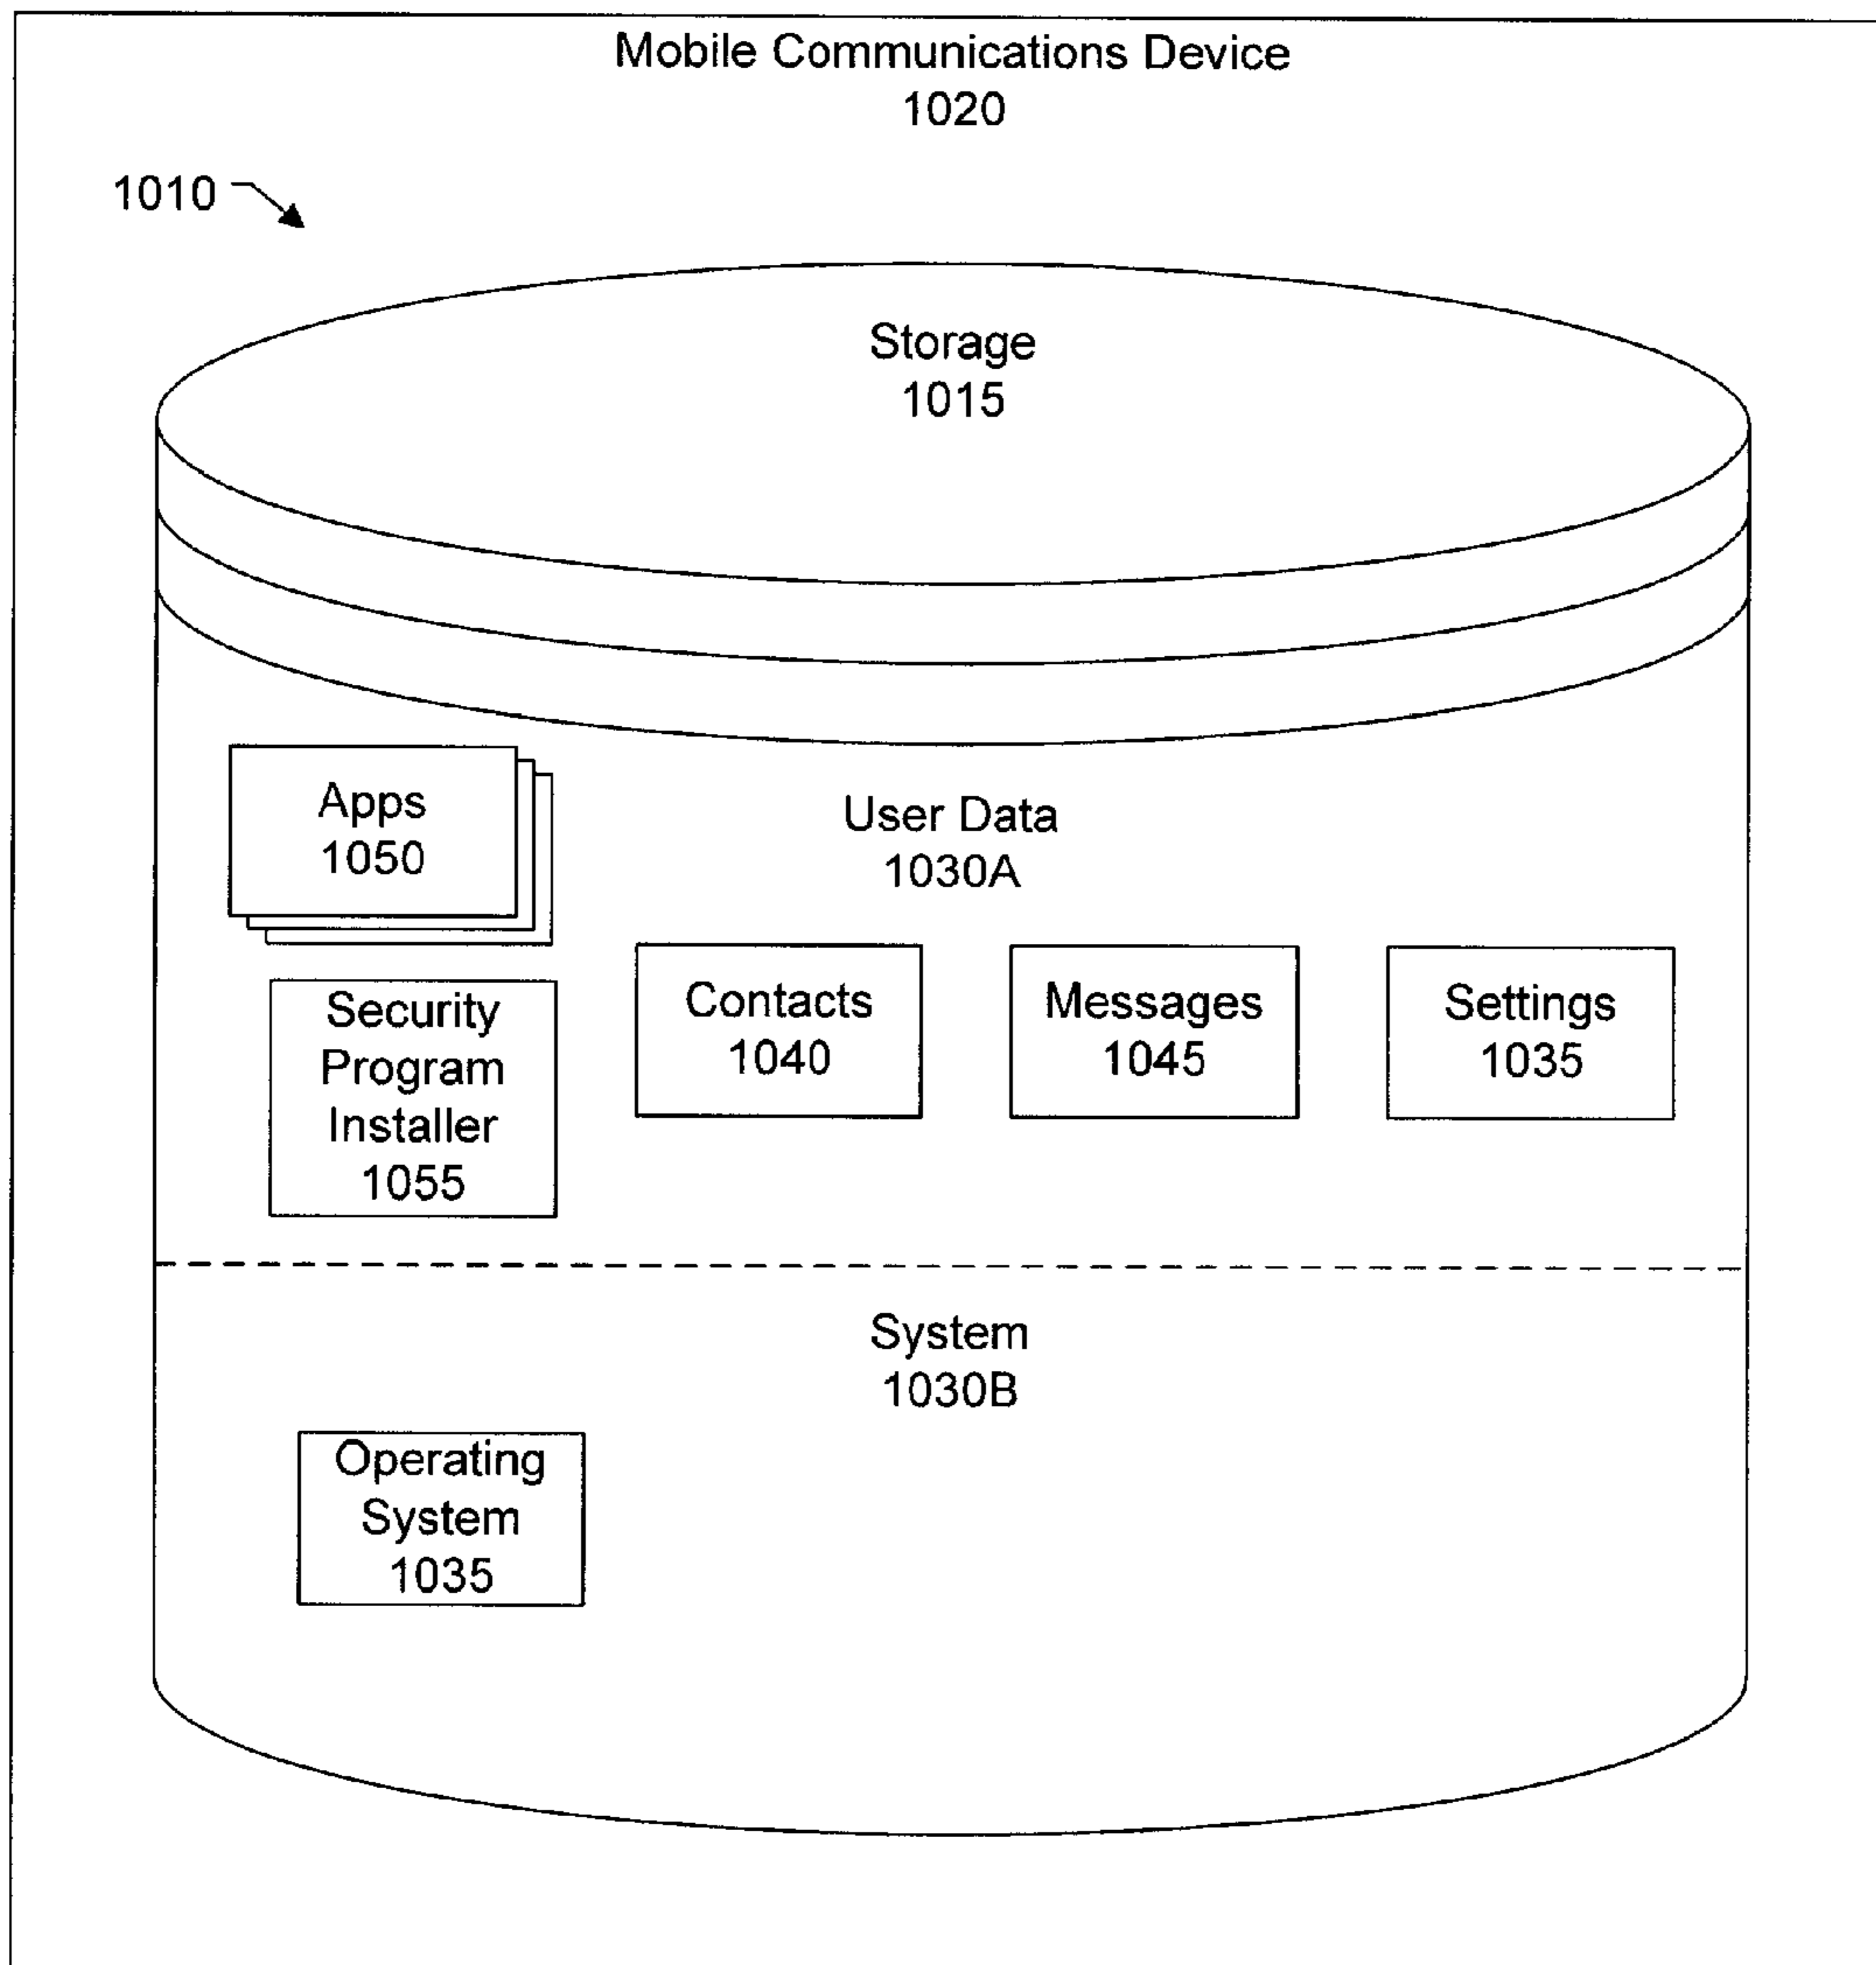 Mobile Communications Device
1020
1010
Storage
1015
Apps
1050
User Data
1030A
Security
Program
Installer
1055
Contacts
1040
Messages
1045
Settings
1035
System
1030B
Operating
System
1035